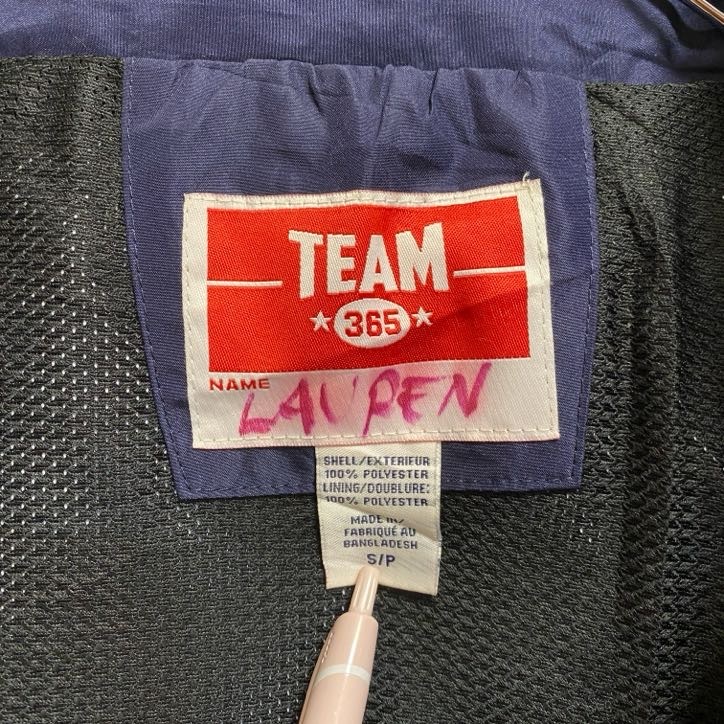 TEAM
365
NAME LAUREN
SHELL/EXTERIEUR
100% POLYESTER
LINING/DOUBLURE:
100% POLYESTER
MADE IN/
FABRIQUÉ AU
BANGLADESH
S/P